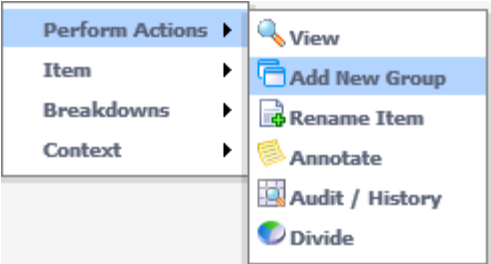 Perform Actions
Item
Breakdowns
Context
View
Add New Group
Rename Item
Annotate
Audit / History
Divide